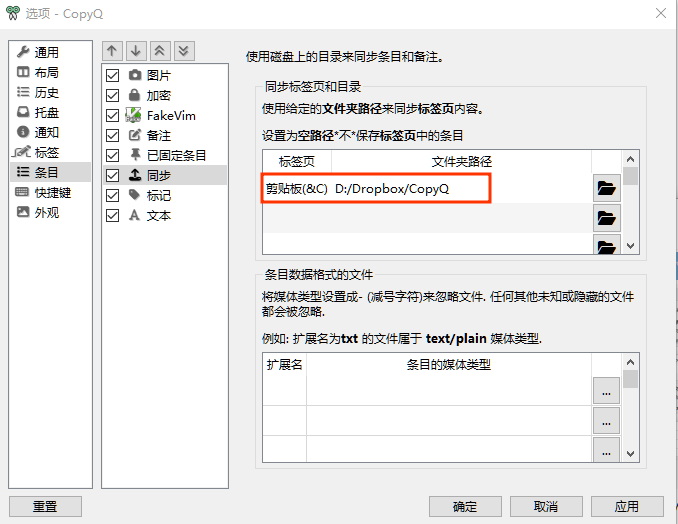 选项 - CopyQ
通用
布局
历史
托盘
通知
标签
条目
快捷键
外观
图片
加密
FakeVim
备注
已固定条目
同步
标记
文本
使用磁盘上的目录来同步条目和备注。
同步标签页和目录
使用给定的文件夹路径来同步标签页内容。
设置为空路径*不*保存标签页中的条目
标签页 文件夹路径
剪贴板(&C) D:/Dropbox/CopyQ
条目数据格式的文件
将媒体类型设置成- (减号字符)来忽略文件. 任何其他未知或隐藏的文件
都会被忽略.
例如: 扩展名为txt 的文件属于 text/plain 媒体类型.
扩展名 条目的媒体类型
...
...
...
重置 确定 取消 应用